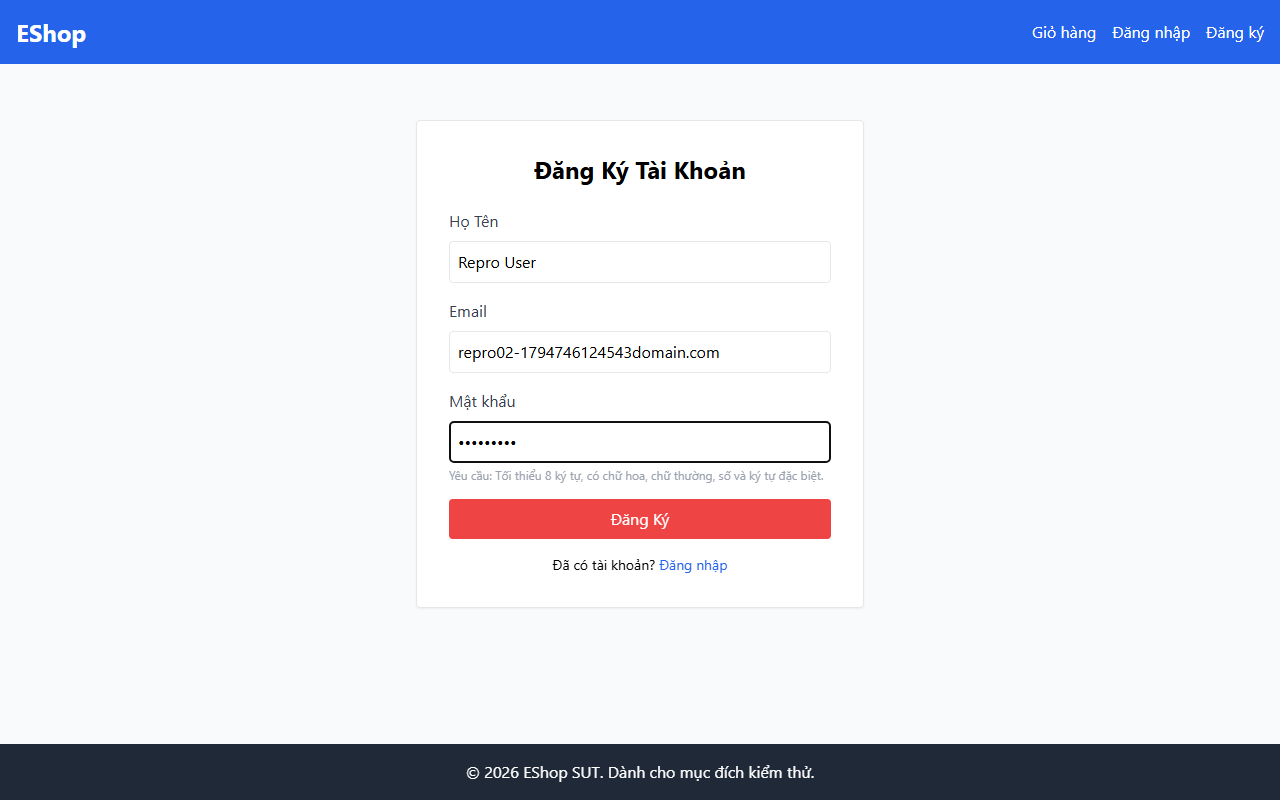 EShop
Giỏ hàng Đăng nhập Đăng ký
Đăng Ký Tài Khoản
Họ Tên
Repro User
Email
repro02-1794746124543domain.com
Mật khẩu
•••••••••
Yêu cầu: Tối thiểu 8 ký tự, có chữ hoa, chữ thường, số và ký tự đặc biệt.
Đăng Ký
Đã có tài khoản? Đăng nhập
© 2026 EShop SUT. Dành cho mục đích kiểm thử.